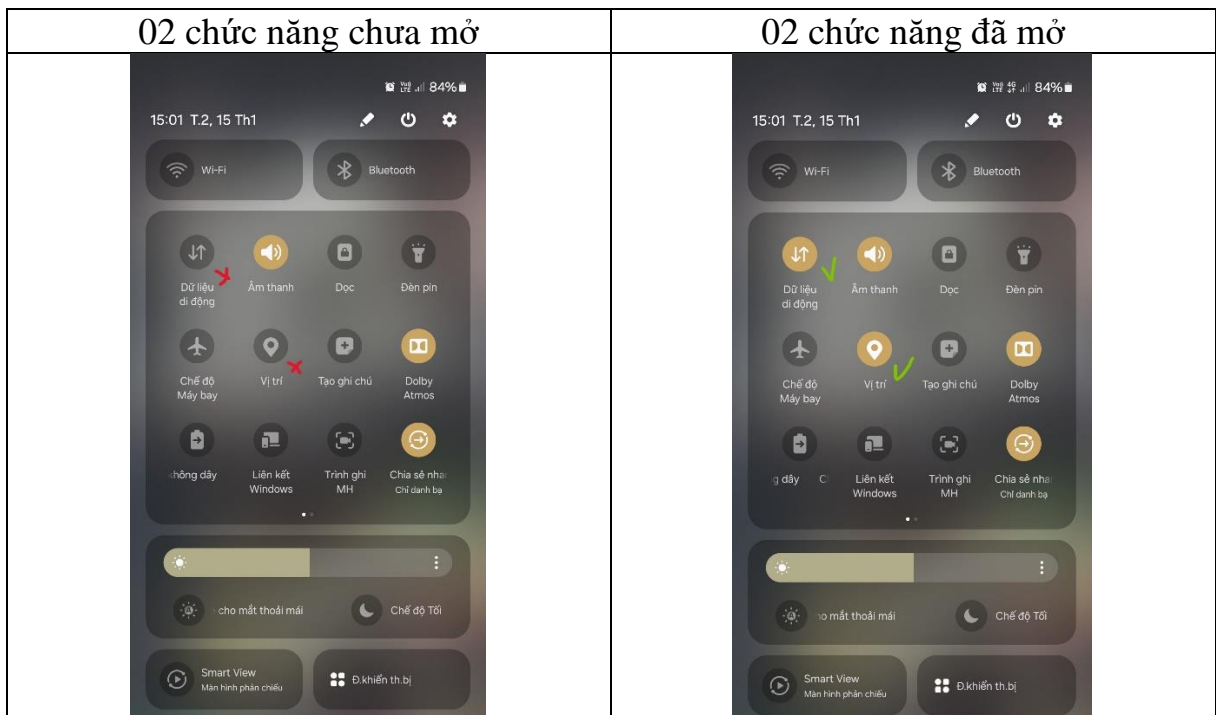 02 chức năng chưa mở
02 chức năng đã mở
VoB LTE 84%
15:01 T.2, 15 Th1
Wi-Fi
Bluetooth
Dữ liệu di động
Âm thanh
Dọc
Đèn pin
Chế độ Máy bay
Vị trí
Tạo ghi chú
Dolby Atmos
không dây
Liên kết Windows
Trình ghi MH
Chia sẻ nha
Chỉ danh bạ
cho mắt thoải mái
Chế độ Tối
Smart View
Màn hình phản chiếu
Đ.khiển th.bị
LTE 4G 84%
15:01 T.2, 15 Th1
Wi-Fi
Bluetooth
Dữ liệu di động
Âm thanh
Dọc
Đèn pin
Chế độ Máy bay
Vị trí
Tạo ghi chú
Dolby Atmos
g dây C
Liên kết Windows
Trình ghi MH
Chia sẻ nha
Chỉ danh bạ
ho mắt thoải mái
Chế độ Tối
Smart View
Màn hình phản chiếu
Đ.khiển th.bị